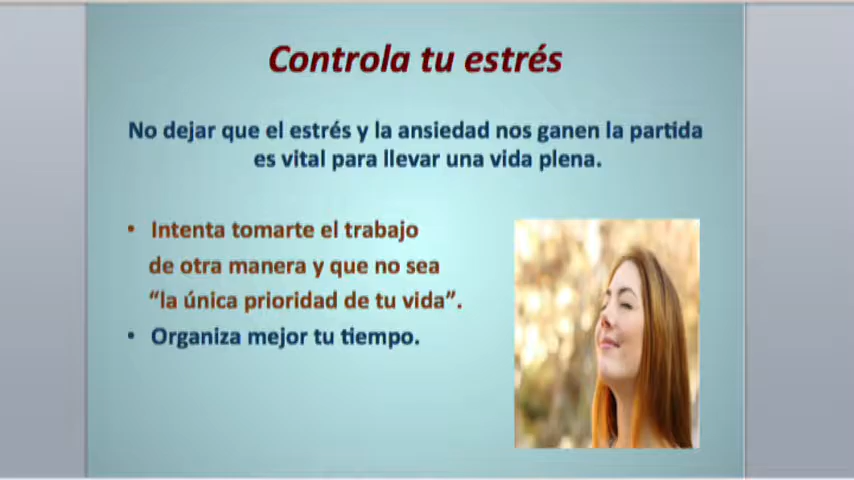 Controla tu estrés
No dejar que el estrés y la ansiedad nos ganen la partida
es vital para llevar una vida plena.
• Intenta tomarte el trabajo
de otra manera y que no sea
“la única prioridad de tu vida”.
• Organiza mejor tu tiempo.